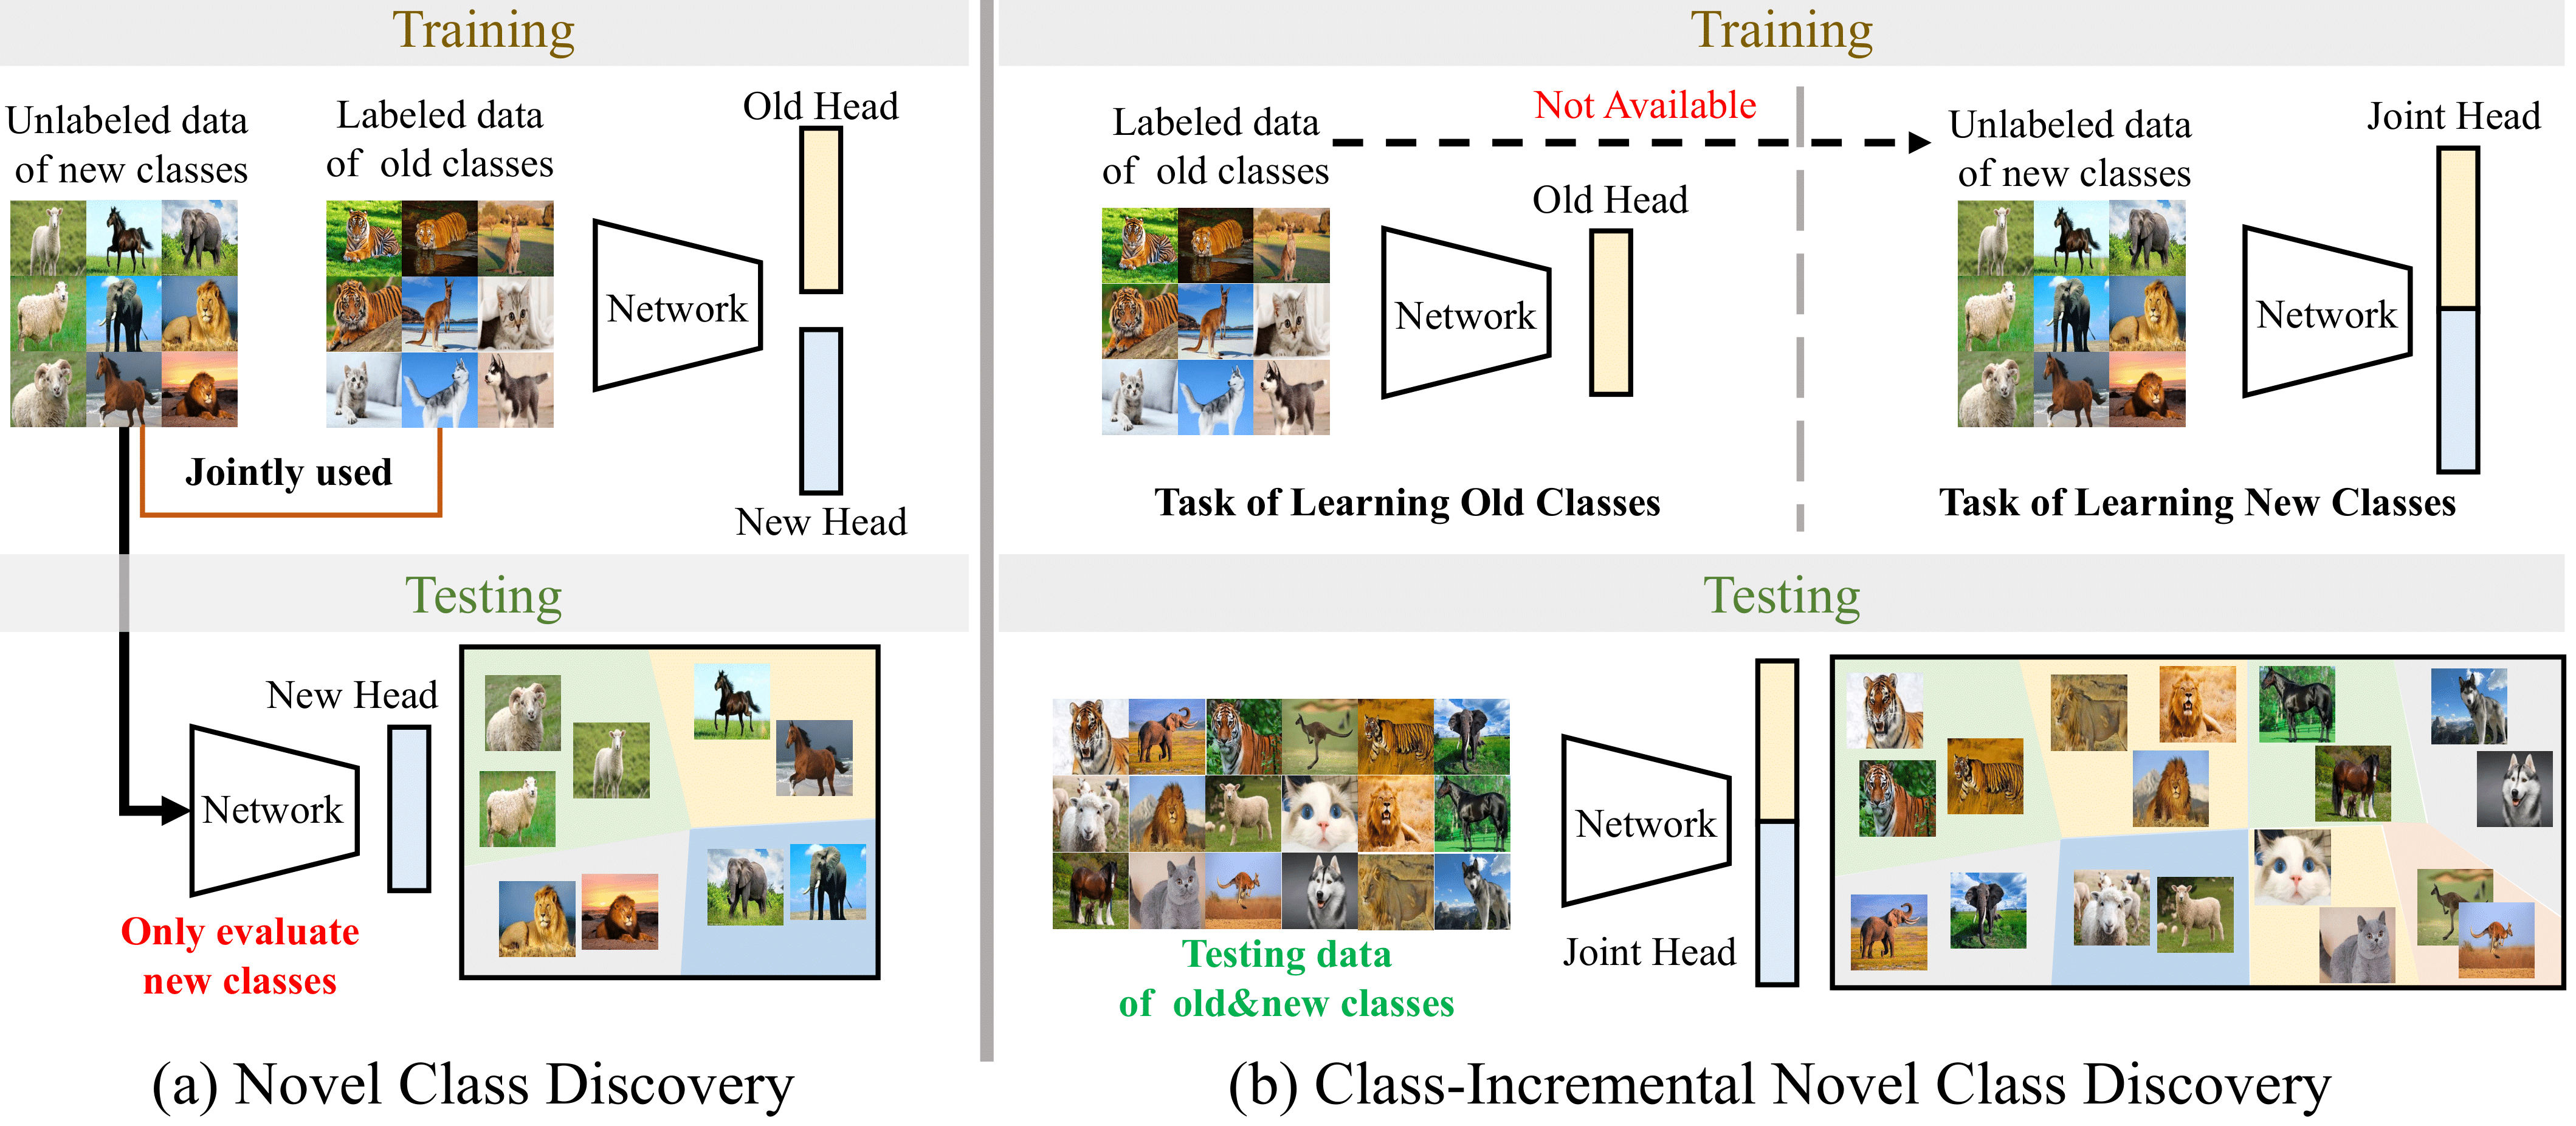 Training
Unlabeled data
of new classes
Labeled data
of old classes
Old Head
Network
Jointly used
New Head
Testing
New Head
Network
Only evaluate
new classes
(a) Novel Class Discovery
Training
Labeled data
of old classes
Not Available
Old Head
Network
Task of Learning Old Classes
Unlabeled data
of new classes
Joint Head
Network
Task of Learning New Classes
Testing
Testing data
of old&new classes
Network
Joint Head
(b) Class-Incremental Novel Class Discovery